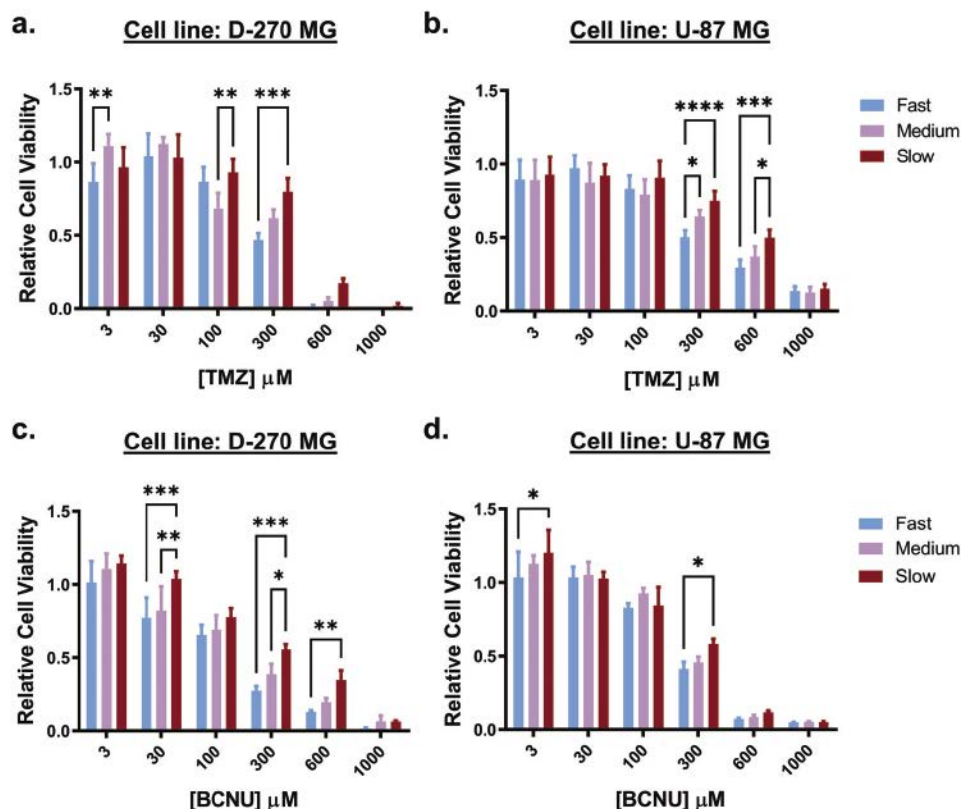 a.
Cell line: D-270 MG
Relative Cell Viability
1.5
1.0
0.5
0.0
** ** ***
3 30 100 300 600 1000
[TMZ] μM
b.
Cell line: U-87 MG
Relative Cell Viability
1.5
1.0
0.5
0.0
**** ***
* *
3 30 100 300 600 1000
[TMZ] μM
Fast
Medium
Slow
c.
Cell line: D-270 MG
Relative Cell Viability
1.5
1.0
0.5
0.0
*** ***
** * **
3 30 100 300 600 1000
[BCNU] μM
d.
Cell line: U-87 MG
Relative Cell Viability
1.5
1.0
0.5
0.0
* *
3 30 100 300 600 1000
[BCNU] μM
Fast
Medium
Slow